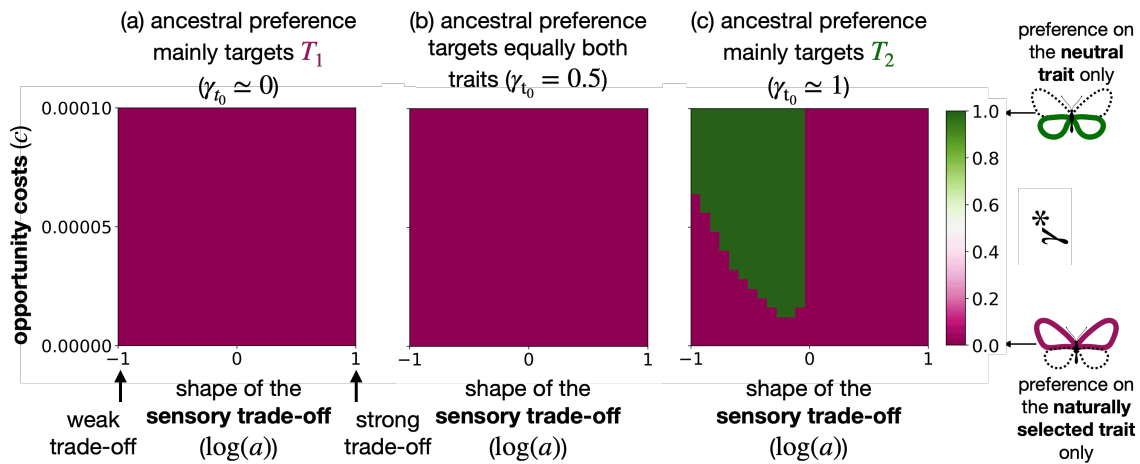 (a) ancestral preference
mainly targets T₁
(γₜ₀ ≃ 0)
(b) ancestral preference
targets equally both
traits (γₜ₀ = 0.5)
(c) ancestral preference
mainly targets T₂
(γₜ₀ ≃ 1)
preference on
the neutral
trait only
opportunity costs (c)
0.00010
0.00005
0.00000
−1
0
1
−1
0
1
−1
0
1
1.0
0.8
0.6
0.4
0.2
0.0
γ*
shape of the
sensory trade-off
(log(a))
shape of the
sensory trade-off
(log(a))
shape of the
sensory trade-off
(log(a))
weak
trade-off
strong
trade-off
preference on
the naturally
selected trait
only